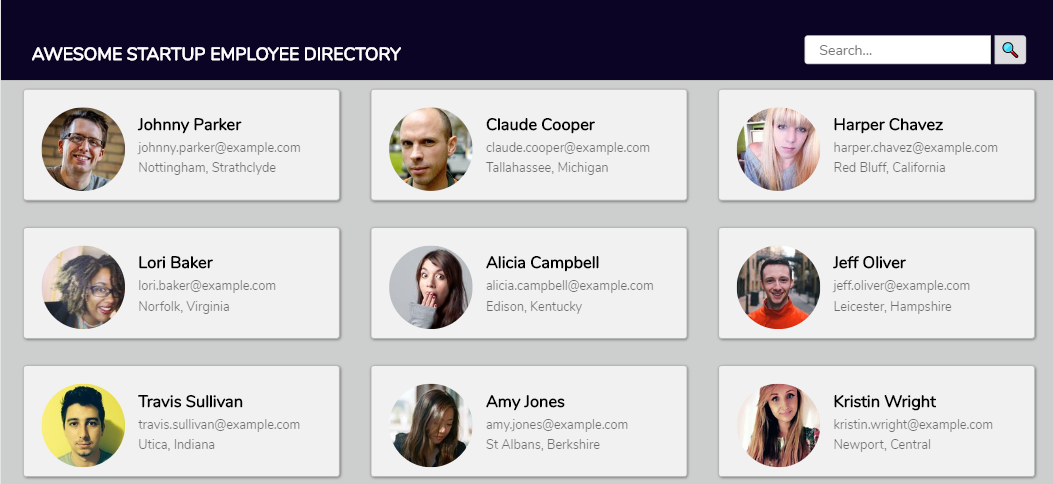 AWESOME STARTUP EMPLOYEE DIRECTORY
Search...
Johnny Parker
johnny.parker@example.com
Nottingham, Strathclyde
Claude Cooper
claude.cooper@example.com
Tallahassee, Michigan
Harper Chavez
harper.chavez@example.com
Red Bluff, California
Lori Baker
lori.baker@example.com
Norfolk, Virginia
Alicia Campbell
alicia.campbell@example.com
Edison, Kentucky
Jeff Oliver
jeff.oliver@example.com
Leicester, Hampshire
Travis Sullivan
travis.sullivan@example.com
Utica, Indiana
Amy Jones
amy.jones@example.com
St Albans, Berkshire
Kristin Wright
kristin.wright@example.com
Newport, Central